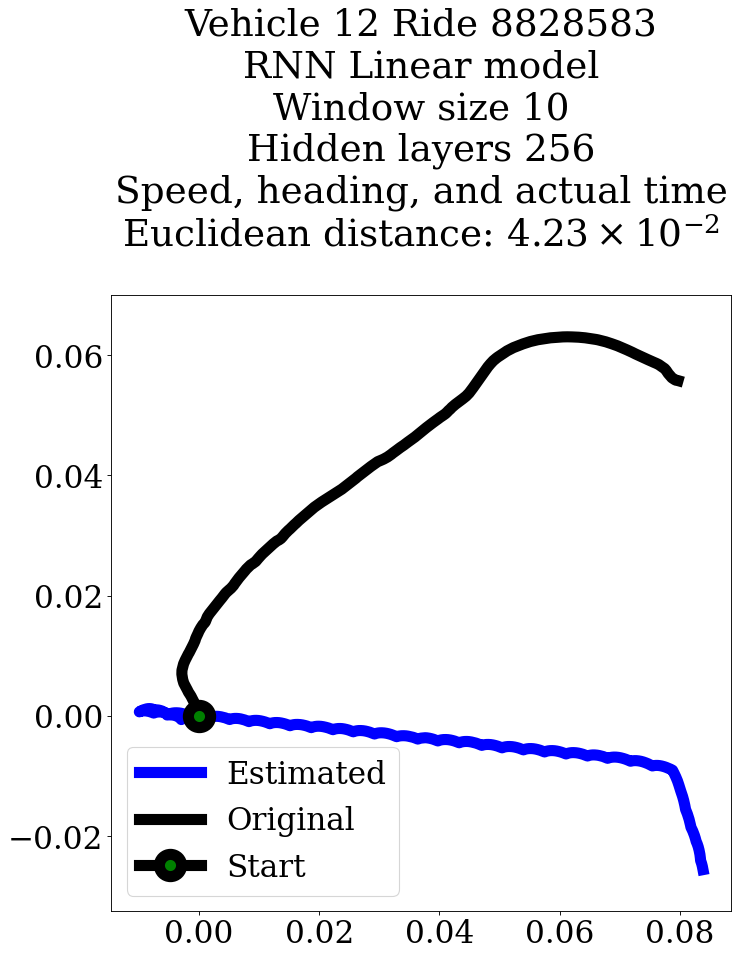 Vehicle 12 Ride 8828583
RNN Linear model
Window size 10
Hidden layers 256
Speed, heading, and actual time
Euclidean distance: 4.23 × 10⁻²
0.06
0.04
0.02
0.00
−0.02
Estimated
Original
Start
0.00 0.02 0.04 0.06 0.08